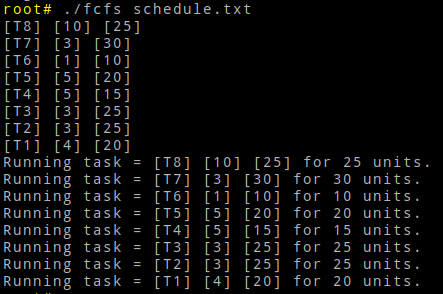 root# ./fcfs schedule.txt
[T8] [10] [25]
[T7] [3] [30]
[T6] [1] [10]
[T5] [5] [20]
[T4] [5] [15]
[T3] [3] [25]
[T2] [3] [25]
[T1] [4] [20]
Running task = [T8] [10] [25] for 25 units.
Running task = [T7] [3] [30] for 30 units.
Running task = [T6] [1] [10] for 10 units.
Running task = [T5] [5] [20] for 20 units.
Running task = [T4] [5] [15] for 15 units.
Running task = [T3] [3] [25] for 25 units.
Running task = [T2] [3] [25] for 25 units.
Running task = [T1] [4] [20] for 20 units.